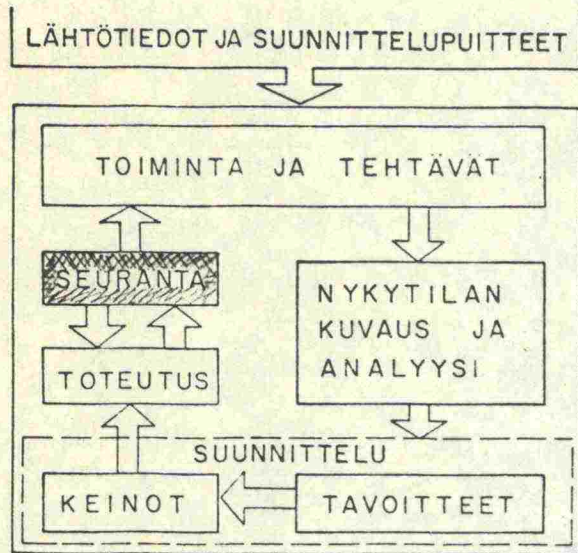 LÄHTÖTIEDOT JA SUUNNITTELUPUITTEET
TOIMINTA JA TEHTÄVÄT
SEURANTA
NYKYTILAN
KUVAUS JA
ANALYYSI
TOTEUTUS
SUUNNITTELU
KEINOT
TAVOITTEET